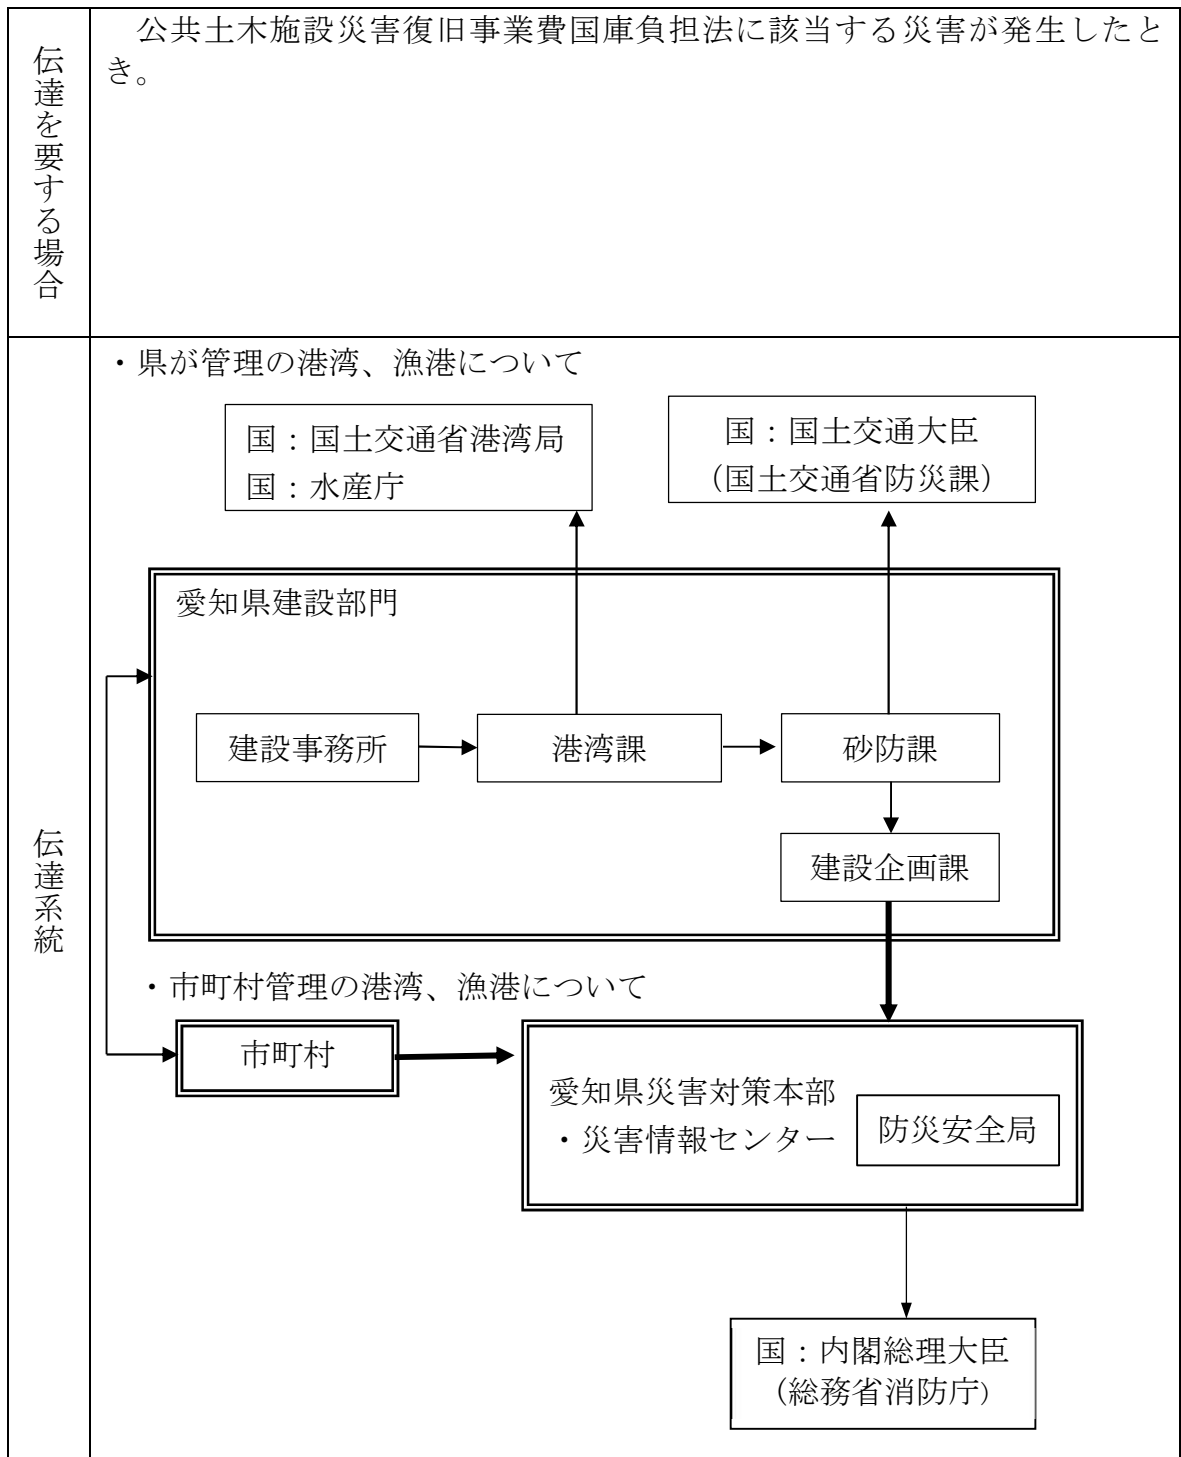 伝達を要する場合
公共土木施設災害復旧事業費国庫負担法に該当する災害が発生したと
き。
伝達系統
・県が管理の港湾、漁港について
国：国土交通省港湾局
国：水産庁
国：国土交通大臣
（国土交通省防災課）
愛知県建設部門
建設事務所
港湾課
砂防課
建設企画課
・市町村管理の港湾、漁港について
市町村
愛知県災害対策本部
・災害情報センター
防災安全局
国：内閣総理大臣
（総務省消防庁)